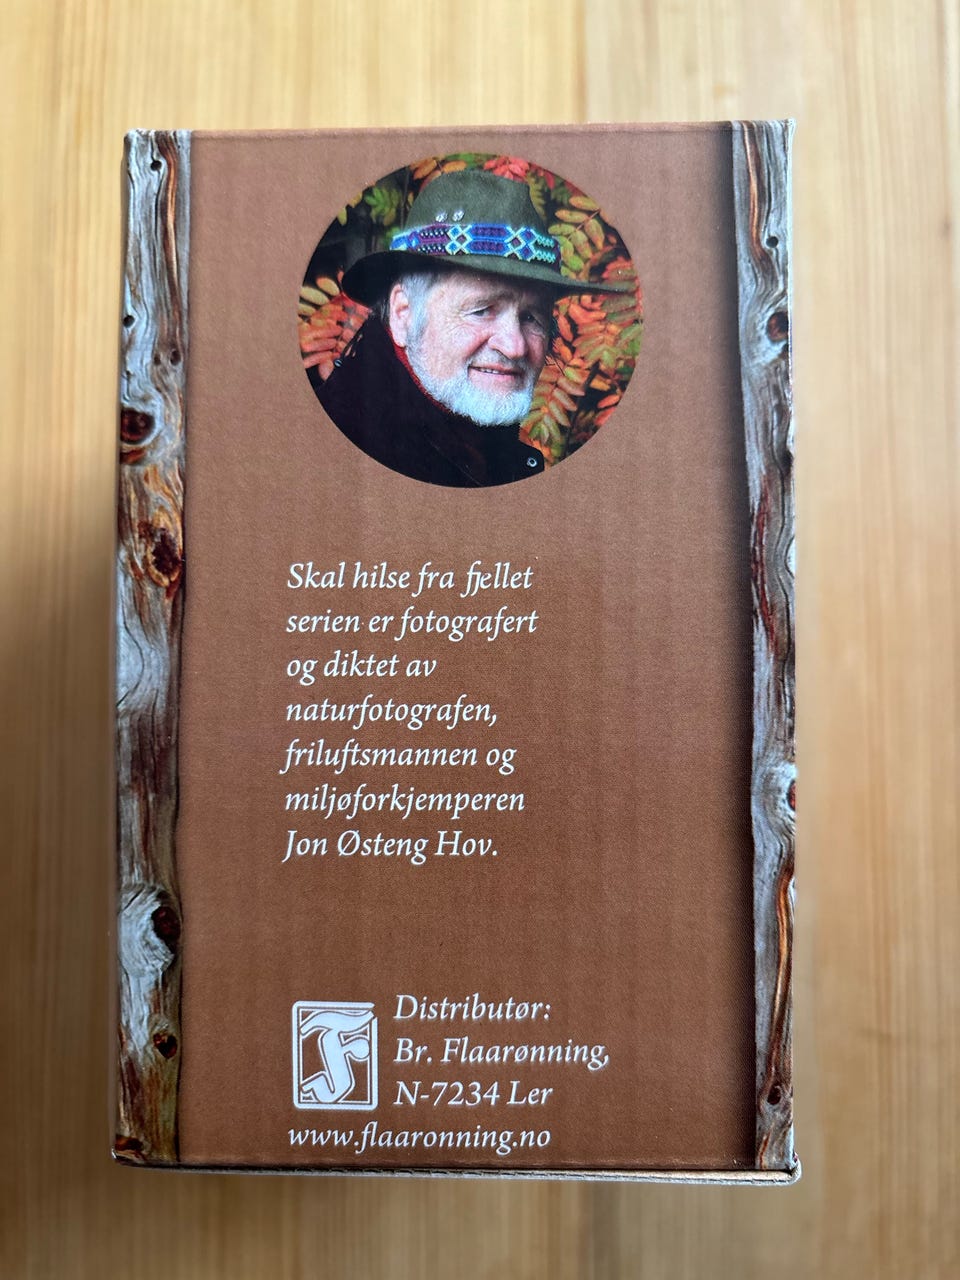 Skal hilse fra fjellet
serien er fotografert
og diktet av
naturfotografen,
friluftsmannen og
miljøforkjemperen
Jon Østeng Hov.
F
Distributør:
Br. Flaarønning,
N-7234 Ler
www.flaaronning.no